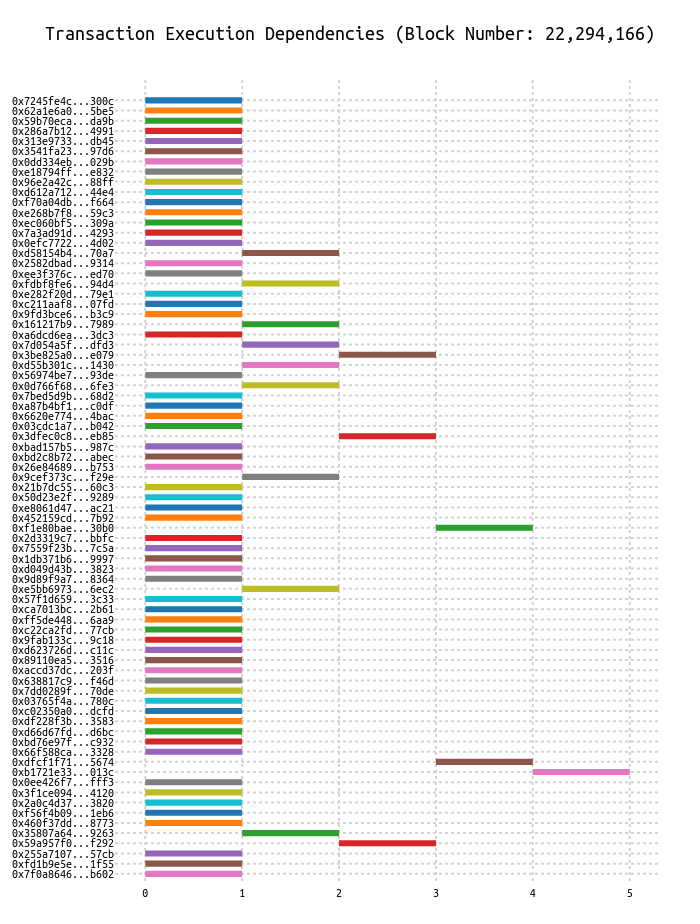 Transaction Execution Dependencies (Block Number: 22,294,166)
0x7245fe4c...300c
0x62a1e6a0...5be5
0x59b70eca...da9b
0x286a7b12...4991
0x313e9733...db45
0x3541fa23...97d6
0x0dd334eb...029b
0xe18794ff...e832
0x96e2a42c...88ff
0xd612a712...44e4
0xf70a04db...f664
0xe268b7f8...59c3
0xec060bf5...309a
0x7a3ad91d...4293
0x0efc7722...4d02
0xd58154b4...70a7
0x2582dbad...9314
0xee3f376c...ed70
0xfdbf8fe6...94d4
0xe282f20d...79e1
0xc211aaf8...07fd
0x9fd3bce6...b3c9
0x161217b9...7989
0xa6dcd6ea...3dc3
0x7d054a5f...dfd3
0x3be825a0...e079
0xd55b301c...1430
0x56974be7...93de
0x0d766f68...6fe3
0x7bed5d9b...68d2
0xa87b4bf1...c0df
0x6620e774...4bac
0x03cdc1a7...b042
0x3dfec0c8...eb85
0xbad157b5...987c
0xbd2c8b72...abec
0x26e84689...b753
0x9cef373c...f29e
0x21b7dc55...60c3
0x50d23e2f...9289
0xe8061d47...ac21
0x452159cd...7b92
0xf1e80bae...30b0
0x2d3319c7...bbfc
0x7559f23b...7c5a
0x1db371b6...9997
0xd049d43b...3823
0x9d89f9a7...8364
0xe5bb6973...6ec2
0x57f1d659...3c33
0xca7013bc...2b61
0xff5de448...6aa9
0xc22ca2fd...77cb
0x9fab133c...9c18
0xd623726d...c11c
0x89110ea5...3516
0xaccd37dc...203f
0x638817c9...f46d
0x7dd0289f...70de
0x03765f4a...780c
0xc02350a0...dcfd
0xdf228f3b...3583
0xd66d67fd...d6bc
0xbd76e97f...c932
0x66f588ca...3328
0xdfcf1f71...5674
0xb1721e33...013c
0x0ee426f7...fff3
0x3f1ce094...4120
0x2a0c4d37...3820
0xf56f4b09...1eb6
0x460f37dd...8773
0x35807a64...9263
0x59a957f0...f292
0x255a7107...57cb
0xfd1b9e5e...1f55
0x7f0a8646...b602
0 1 2 3 4 5